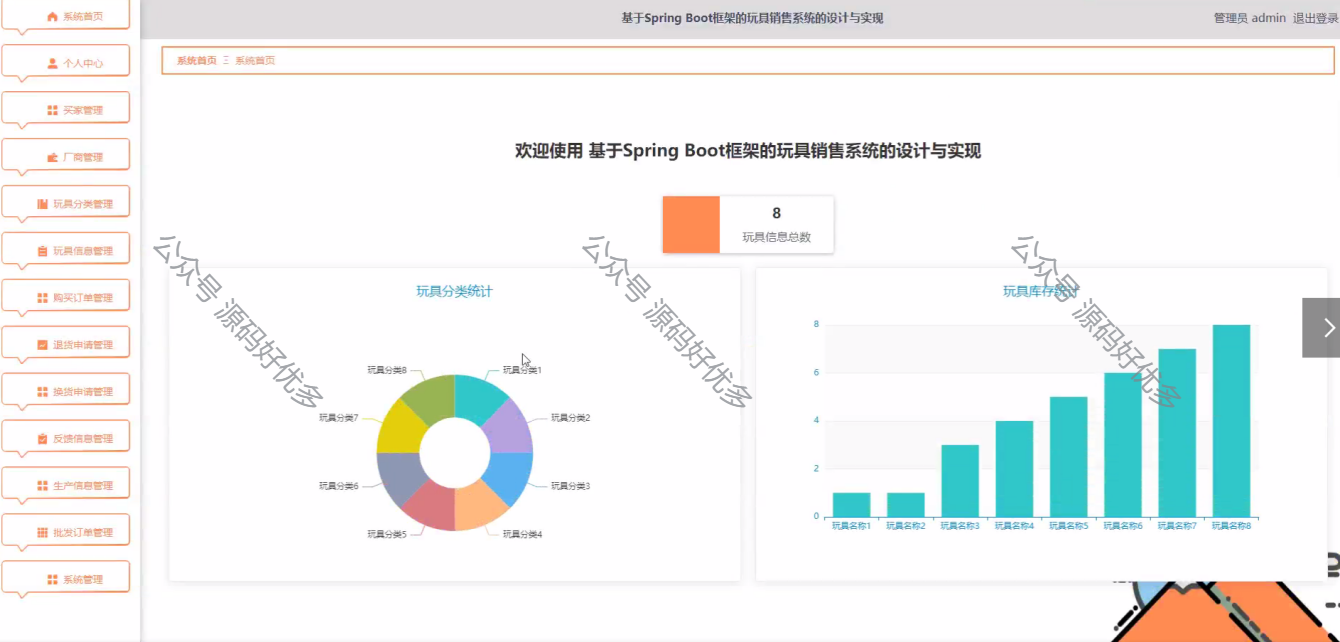 系统首页
个人中心
买家管理
厂商管理
玩具分类管理
玩具信息管理
购买订单管理
退货申请管理
换货申请管理
反馈信息管理
生产信息管理
批发订单管理
系统管理
基于Spring Boot框架的玩具销售系统的设计与实现
管理员 admin 退出登录
系统首页 Ξ 系统首页
欢迎使用 基于Spring Boot框架的玩具销售系统的设计与实现
8
玩具信息总数
玩具分类统计
玩具分类8
玩具分类1
玩具分类7
玩具分类2
玩具分类6
玩具分类3
玩具分类5
玩具分类4
玩具库存统计
8
6
4
2
0
玩具名称1 玩具名称2 玩具名称3 玩具名称4 玩具名称5 玩具名称6 玩具名称7 玩具名称8
公众号 源码好优多
公众号 源码好优多
公众号 源码好优多